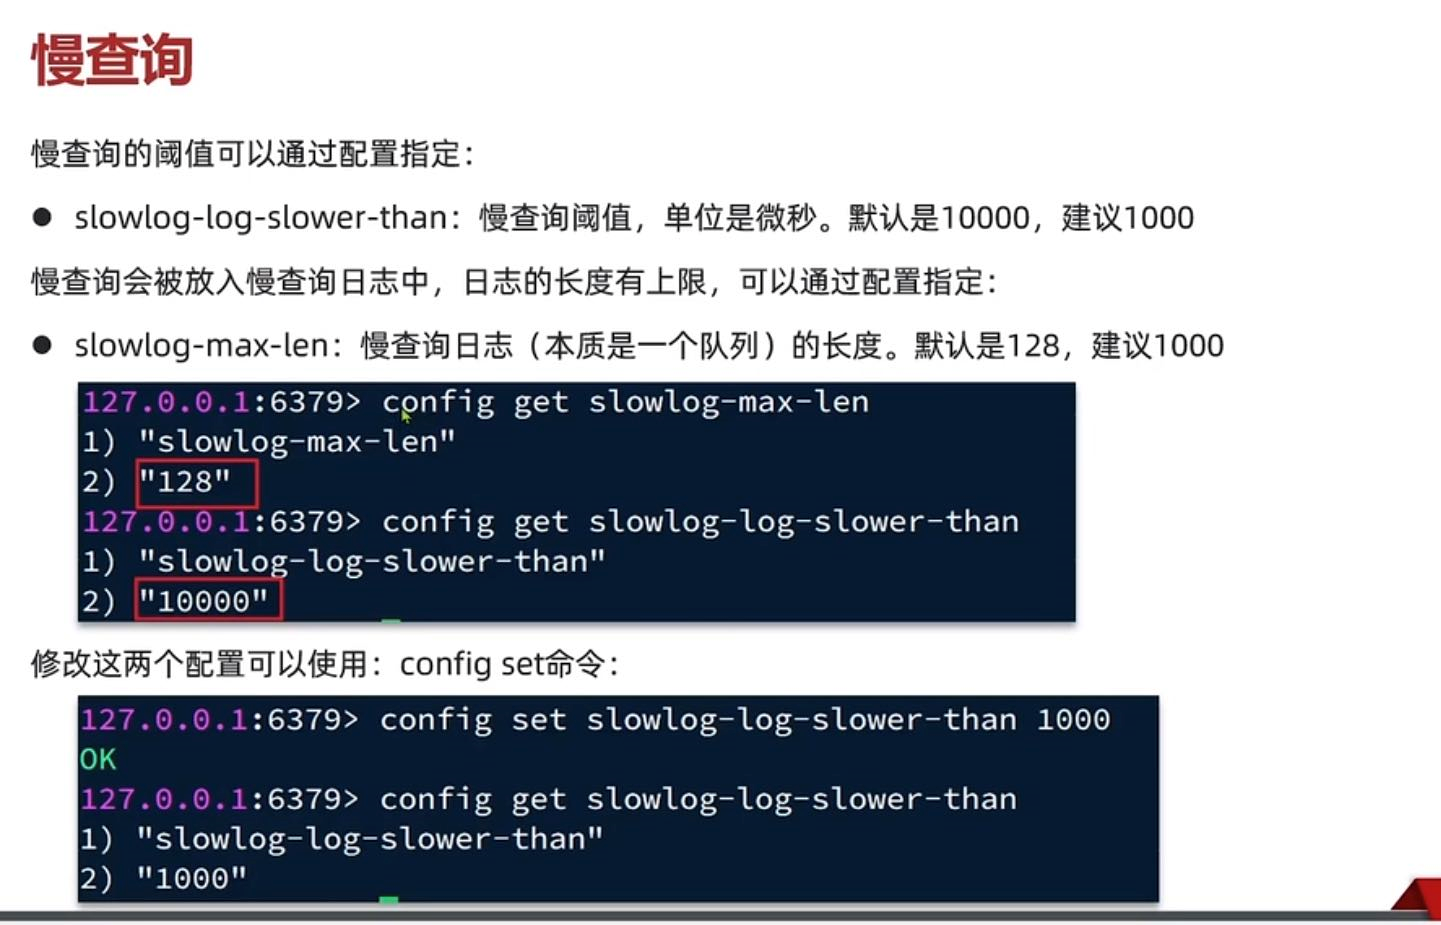 慢查询
慢查询的阈值可以通过配置指定：
● slowlog-log-slower-than：慢查询阈值，单位是微秒。默认是10000，建议1000
慢查询会被放入慢查询日志中，日志的长度有上限，可以通过配置指定：
● slowlog-max-len：慢查询日志（本质是一个队列）的长度。默认是128，建议1000
127.0.0.1:6379> config get slowlog-max-len
1) "slowlog-max-len"
2) "128"
127.0.0.1:6379> config get slowlog-log-slower-than
1) "slowlog-log-slower-than"
2) "10000"
修改这两个配置可以使用：config set命令：
127.0.0.1:6379> config set slowlog-log-slower-than 1000
OK
127.0.0.1:6379> config get slowlog-log-slower-than
1) "slowlog-log-slower-than"
2) "1000"